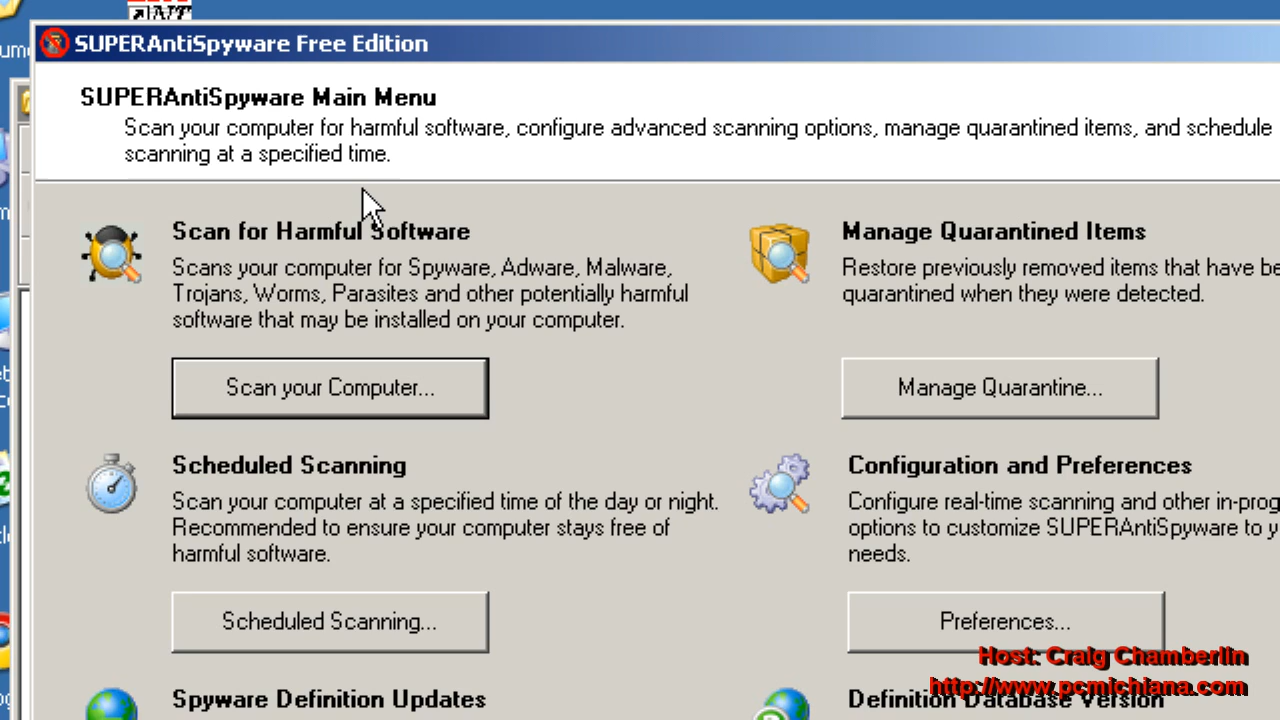 SUPERAntiSpyware Free Edition
SUPERAntiSpyware Main Menu
Scan your computer for harmful software, configure advanced scanning options, manage quarantined items, and schedule
scanning at a specified time.
Scan for Harmful Software
Scans your computer for Spyware, Adware, Malware,
Trojans, Worms, Parasites and other potentially harmful
software that may be installed on your computer.
Scan your Computer...
Manage Quarantined Items
Restore previously removed items that have be
quarantined when they were detected.
Manage Quarantine...
Scheduled Scanning
Scan your computer at a specified time of the day or night.
Recommended to ensure your computer stays free of
harmful software.
Scheduled Scanning...
Configuration and Preferences
Configure real-time scanning and other in-prog
options to customize SUPERAntiSpyware to y
needs.
Preferences...
Spyware Definition Updates
Definition Database Version
Host: Craig Chamberlin
http://www.pcmichiana.com